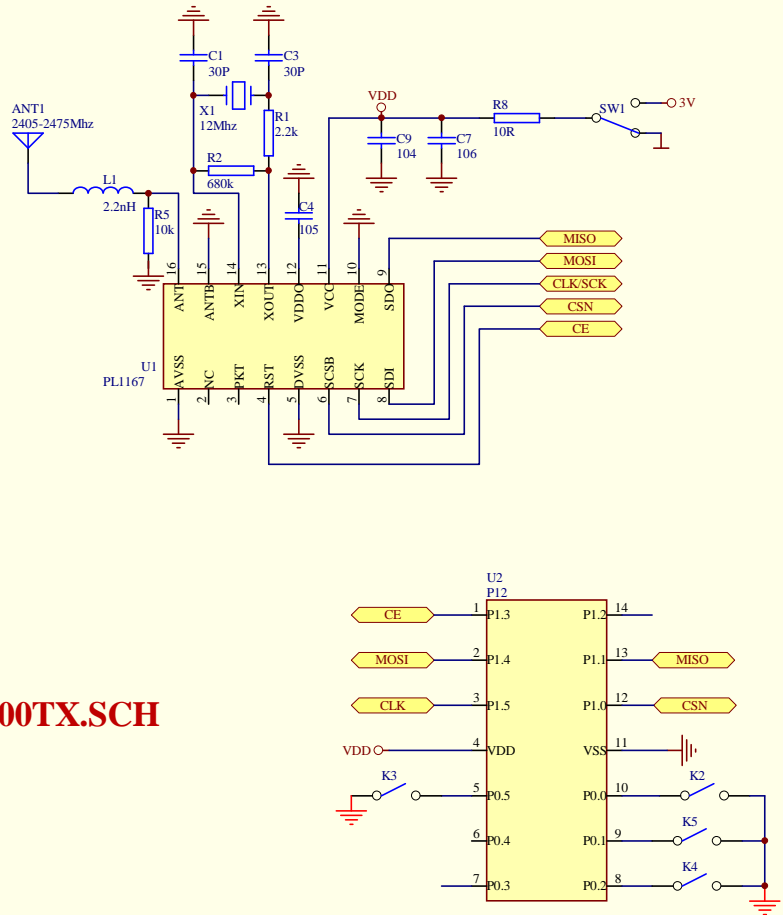 C1
30P
C3
30P
ANT1
2405-2475Mhz
X1
12Mhz
R1
2.2k
R2
680k
VDD
C9
104
C7
106
R8
10R
SW1
3V
L1
2.2nH
R5
10k
C4
105
MISO
MOSI
CLK/SCK
CSN
CE
16
15
14
13
12
11
10
9
ANT
ANTB
XIN
XOUT
VDDO
VCC
MODE
SDO
U1
PL1167
AVSS
NC
PKT
RST
DVSS
SCSB
SCK
SDI
1
2
3
4
5
6
7
8
U2
P12
CE
1
P1.3
P1.2
14
MOSI
2
P1.4
P1.1
13
MISO
CLK
3
P1.5
P1.0
12
CSN
00TX.SCH
VDD
4
VDD
VSS
11
K3
5
P0.5
P0.0
10
K2
6
P0.4
P0.1
9
K5
7
P0.3
P0.2
8
K4